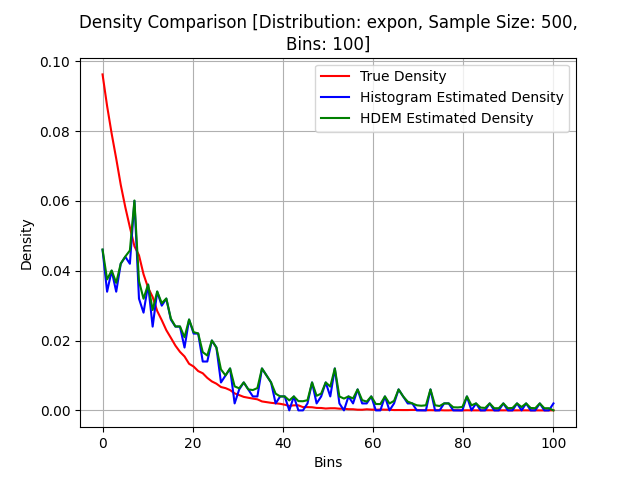 Density Comparison [Distribution: expon, Sample Size: 500,
Bins: 100]
True Density
Histogram Estimated Density
HDEM Estimated Density
0.10
0.08
0.06
0.04
0.02
0.00
Density
0 20 40 60 80 100
Bins